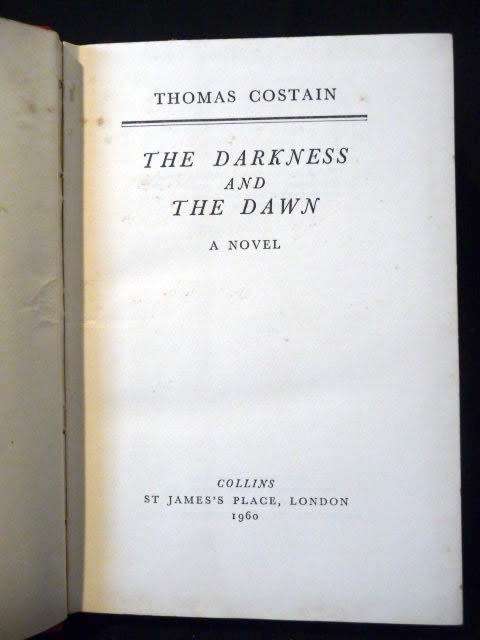 THOMAS COSTAIN
THE DARKNESS
AND
THE DAWN
A NOVEL
COLLINS
ST JAMES'S PLACE, LONDON
1960